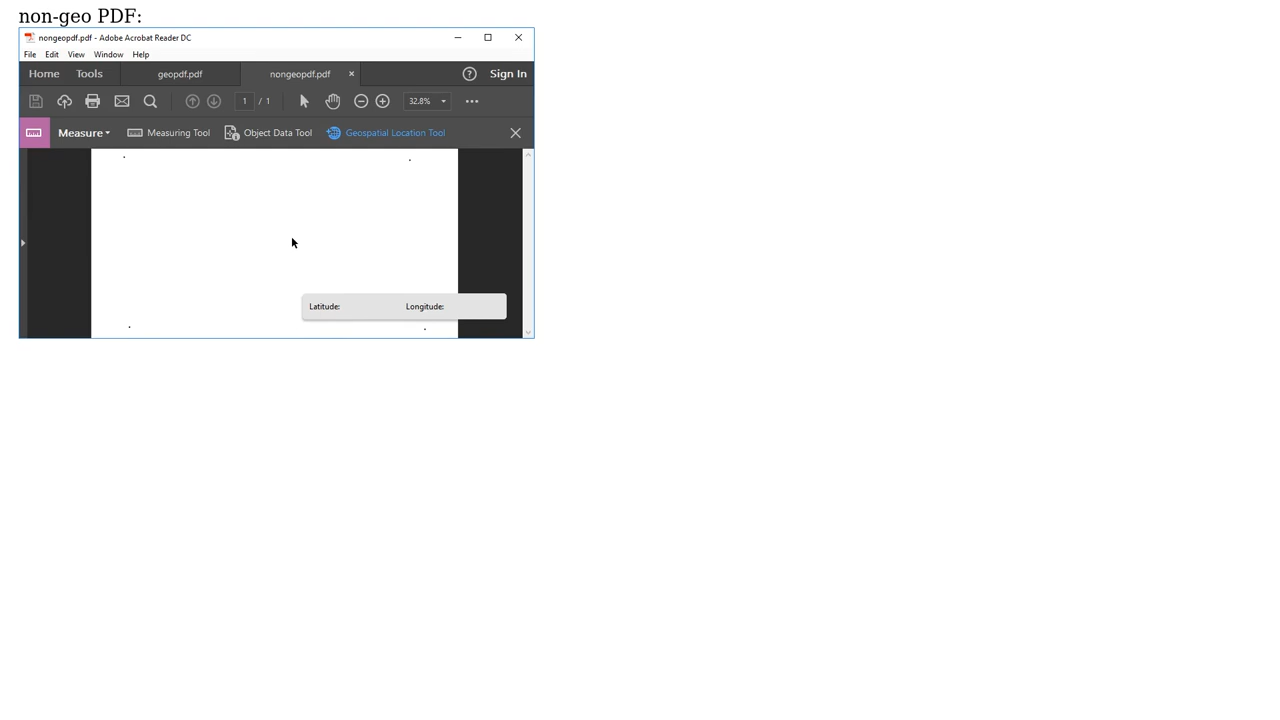 non-geo PDF:
nongeopdf.pdf - Adobe Acrobat Reader DC
File Edit View Window Help
Home Tools geopdf.pdf nongeopdf.pdf × ? Sign In
1 / 1 32.8%
Measure Measuring Tool Object Data Tool Geospatial Location Tool
Latitude: Longitude: